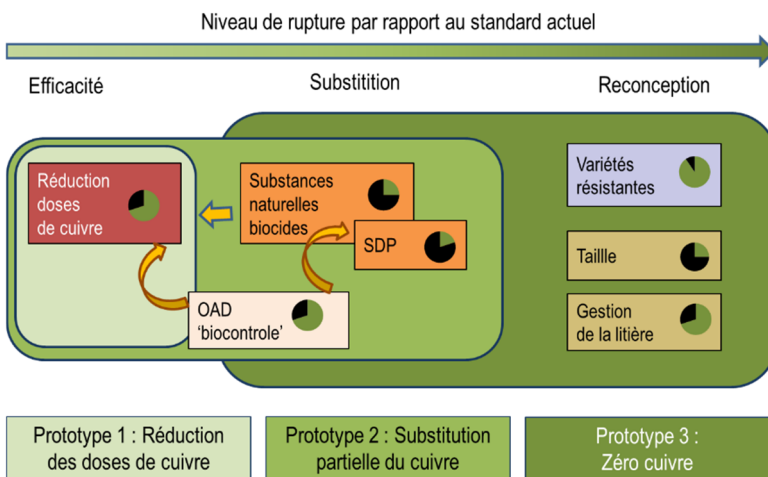 Niveau de rupture par rapport au standard actuel
Efficacité
Substitition
Reconception
Réduction
doses
de cuivre
Substances
naturelles
biocides
SDP
OAD
‘biocontrole’
Variétés
résistantes
Taillle
Gestion
de la litière
Prototype 1 : Réduction
des doses de cuivre
Prototype 2 : Substitution
partielle du cuivre
Prototype 3 :
Zéro cuivre